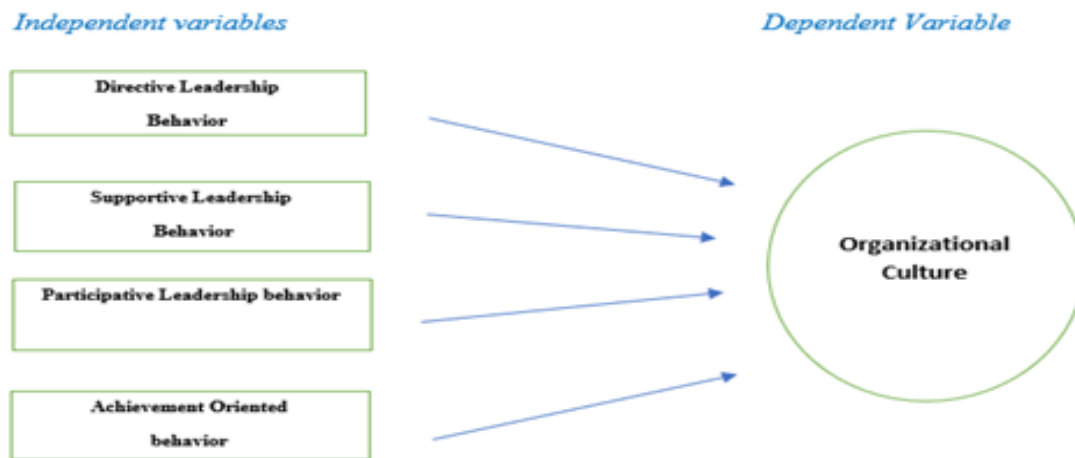 Independent variables
Dependent Variable
Directive Leadership
Behavior
Supportive Leadership
Behavior
Participative Leadership behavior
Achievement Oriented
behavior
Organizational
Culture